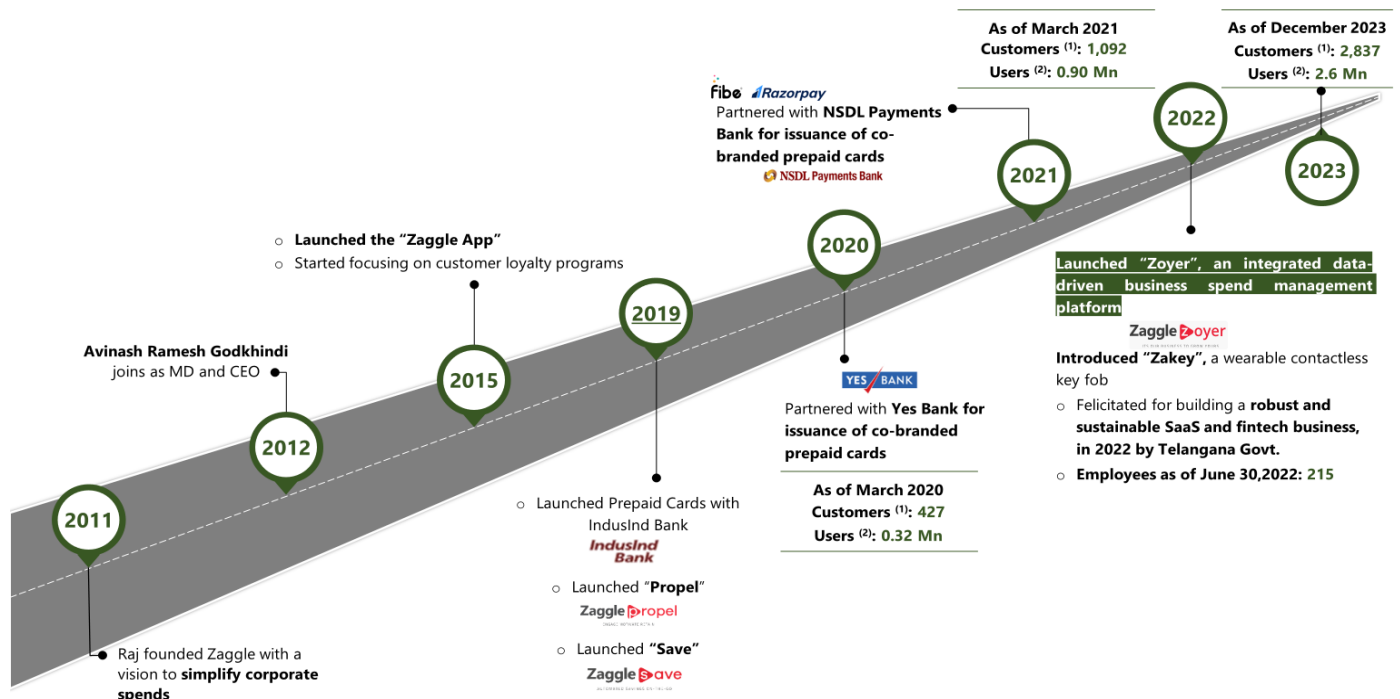 As of March 2021
Customers (1): 1,092
Users (2): 0.90 Mn
As of December 2023
Customers (1): 2,837
Users (2): 2.6 Mn
fibe Razorpay
Partnered with NSDL Payments
Bank for issuance of co-
branded prepaid cards
NSDL Payments Bank
2022
2021
2023
2020
○ Launched the “Zaggle App”
○ Started focusing on customer loyalty programs
2019
Launched “Zoyer”, an integrated data-
driven business spend management
platform
Zaggle zoyer
Introduced “Zakey”, a wearable contactless
key fob
○ Felicitated for building a robust and
sustainable SaaS and fintech business,
in 2022 by Telangana Govt.
○ Employees as of June 30,2022: 215
Avinash Ramesh Godkhindi
joins as MD and CEO
2015
YES BANK
Partnered with Yes Bank for
issuance of co-branded
prepaid cards
As of March 2020
Customers (1): 427
Users (2): 0.32 Mn
2012
2011
○ Launched Prepaid Cards with
IndusInd Bank
IndusInd
Bank
○ Launched “Propel”
Zaggle propel
○ Launched “Save”
Zaggle save
Raj founded Zaggle with a
vision to simplify corporate
spends